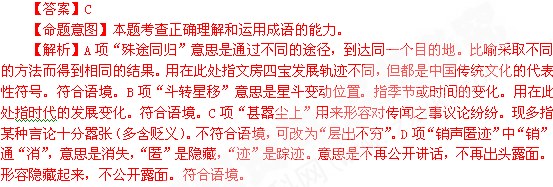 【答案】C
【命题意图】本题考查正确理解和运用成语的能力。
【解析】A项“殊途同归”意思是通过不同的途径，到达同一个目的地。比喻采取不同
的方法而得到相同的结果。用在此处指文房四宝发展轨迹不同，但都是中国传统文化的代表
性符号。符合语境。B项“斗转星移”意思是星斗变动位置。指季节或时间的变化。用在此
处指时代的发展变化。符合语境。C项“甚嚣尘上”用来形容对传闻之事议论纷纷。现多指
某种言论十分嚣张(多含贬义)。不符合语境，可改为“层出不穷”。D项“销声匿迹”中“销”
通“消”，意思是消失，“匿”是隐藏，“迹”是踪迹。意思是不再公开讲话，不再出头露面。
形容隐藏起来，不公开露面。符合语境。